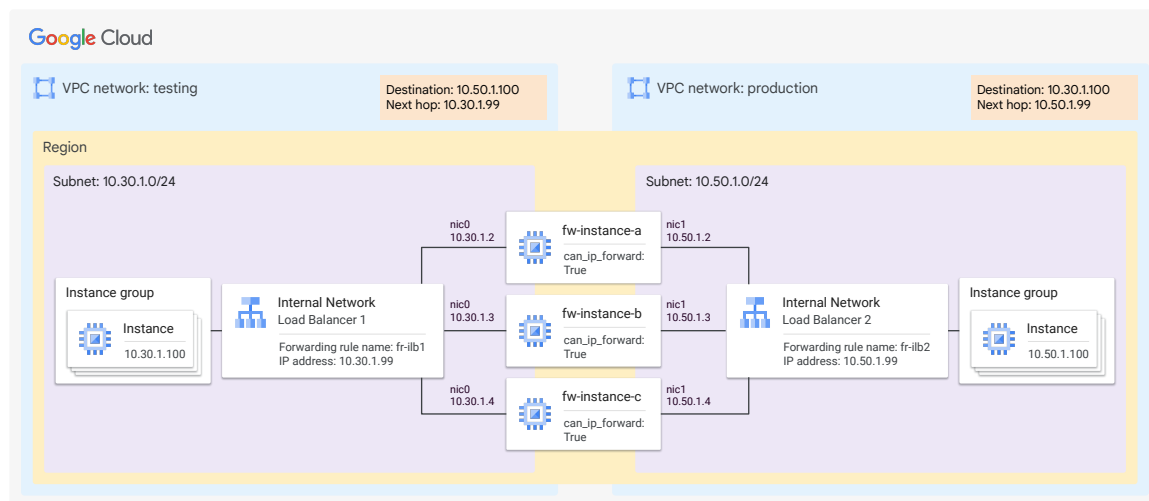 Google Cloud
VPC network: testing
Destination: 10.50.1.100
Next hop: 10.30.1.99
VPC network: production
Destination: 10.30.1.100
Next hop: 10.50.1.99
Region
Subnet: 10.30.1.0/24
Subnet: 10.50.1.0/24
Instance group
Instance
10.30.1.100
Internal Network
Load Balancer 1
Forwarding rule name: fr-ilb1
IP address: 10.30.1.99
nic0
10.30.1.2
fw-instance-a
can_ip_forward:
True
nic1
10.50.1.2
nic0
10.30.1.3
fw-instance-b
can_ip_forward:
True
nic1
10.50.1.3
nic0
10.30.1.4
fw-instance-c
can_ip_forward:
True
nic1
10.50.1.4
Internal Network
Load Balancer 2
Forwarding rule name: fr-ilb2
IP address: 10.50.1.99
Instance group
Instance
10.50.1.100